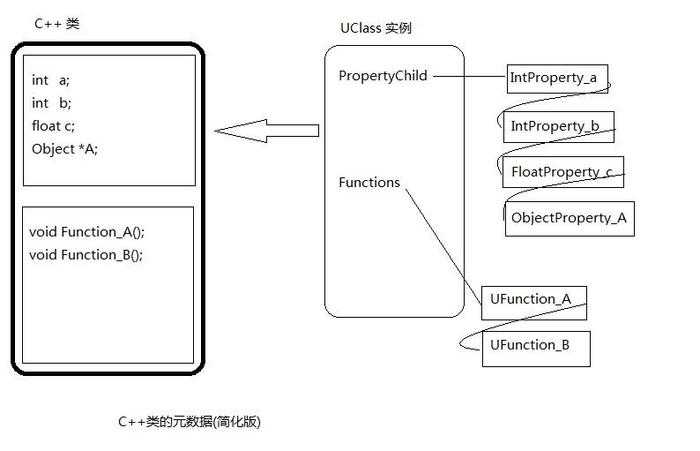 C++ 类
int a;
int b;
float c;
Object *A;
void Function_A();
void Function_B();
UClass 实例
PropertyChild
Functions
IntProperty_a
IntProperty_b
FloatProperty_c
ObjectProperty_A
UFunction_A
UFunction_B
C++类的元数据(简化版)